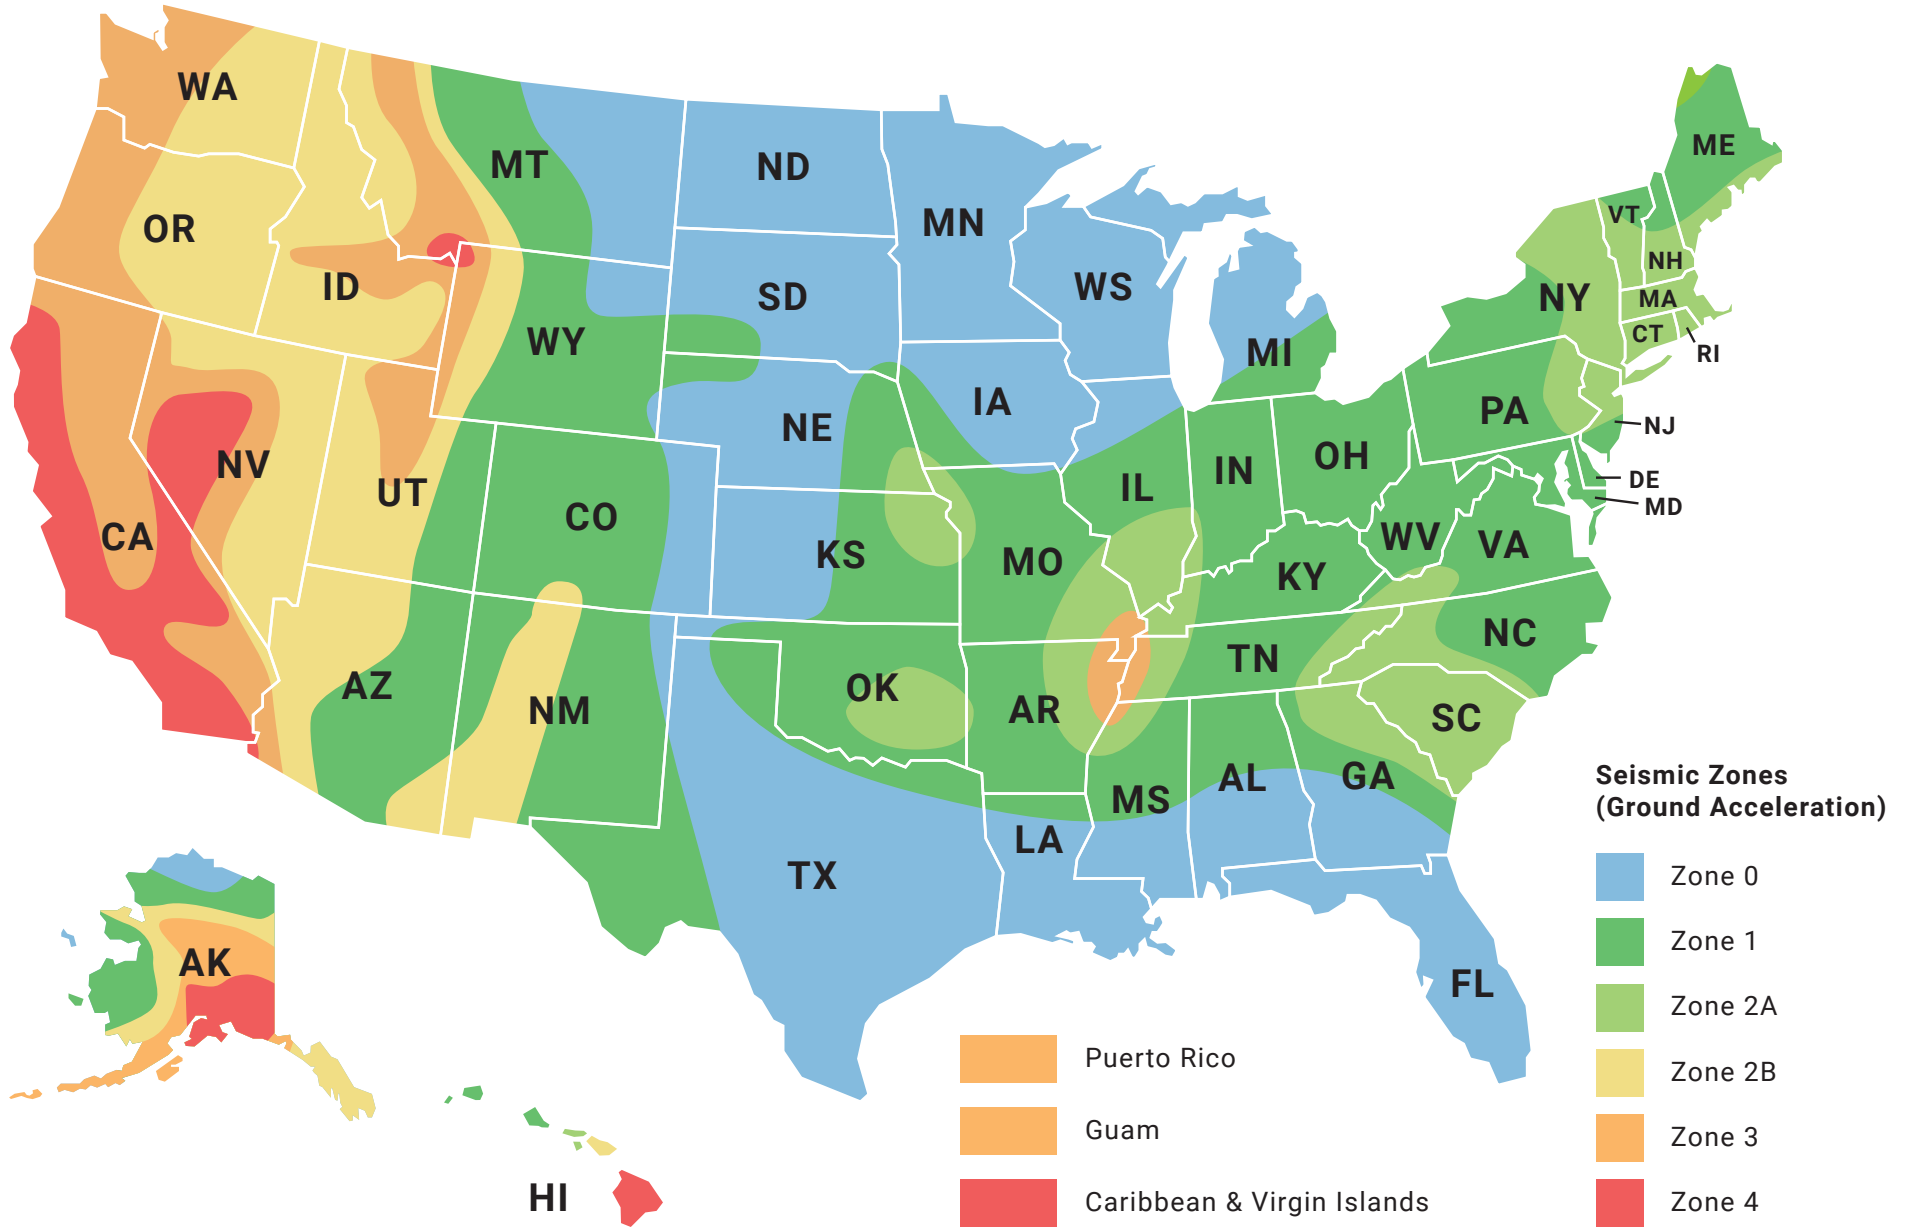 WA
MT
ND
MN
ME
OR
ID
SD
WS
VT
NH
NY
MA
CT
RI
WY
MI
IA
NE
PA
NJ
NV
UT
CO
IL
IN
OH
DE
MD
CA
KS
MO
KY
WV
VA
AZ
NM
OK
AR
TN
NC
SC
MS
AL
GA
LA
TX
FL
AK
HI
Seismic Zones
(Ground Acceleration)
Zone 0
Zone 1
Zone 2A
Zone 2B
Zone 3
Zone 4
Puerto Rico
Guam
Caribbean & Virgin Islands